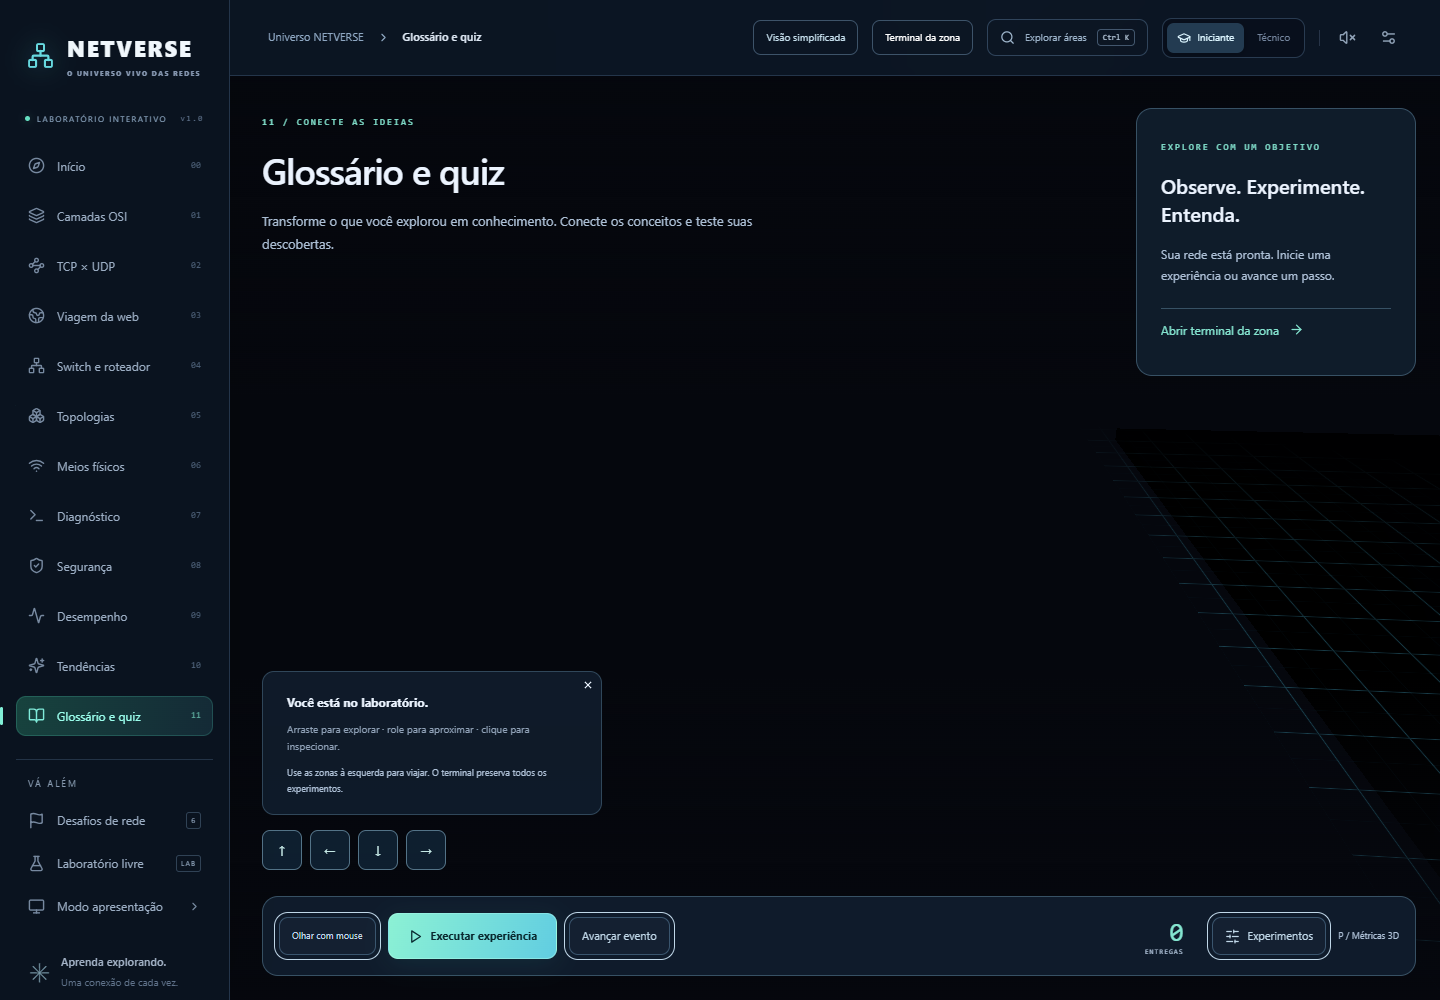 NETVERSE
O UNIVERSO VIVO DAS REDES
LABORATÓRIO INTERATIVO v1.0
Início 00
Camadas OSI 01
TCP × UDP 02
Viagem da web 03
Switch e roteador 04
Topologias 05
Meios físicos 06
Diagnóstico 07
Segurança 08
Desempenho 09
Tendências 10
Glossário e quiz 11
VÁ ALÉM
Desafios de rede 6
Laboratório livre LAB
Modo apresentação
Aprenda explorando.
Uma conexão de cada vez.
Universo NETVERSE > Glossário e quiz
Visão simplificada
Terminal da zona
Explorar áreas Ctrl K
Iniciante
Técnico
11 / CONECTE AS IDEIAS
Glossário e quiz
Transforme o que você explorou em conhecimento. Conecte os conceitos e teste suas
descobertas.
EXPLORE COM UM OBJETIVO
Observe. Experimente.
Entenda.
Sua rede está pronta. Inicie uma
experiência ou avance um passo.
Abrir terminal da zona →
Você está no laboratório. ×
Arraste para explorar · role para aproximar · clique para
inspecionar.
Use as zonas à esquerda para viajar. O terminal preserva todos os
experimentos.
↑ ← ↓ →
Olhar com mouse
Executar experiência
Avançar evento
0
ENTREGAS
Experimentos
P / Métricas 3D